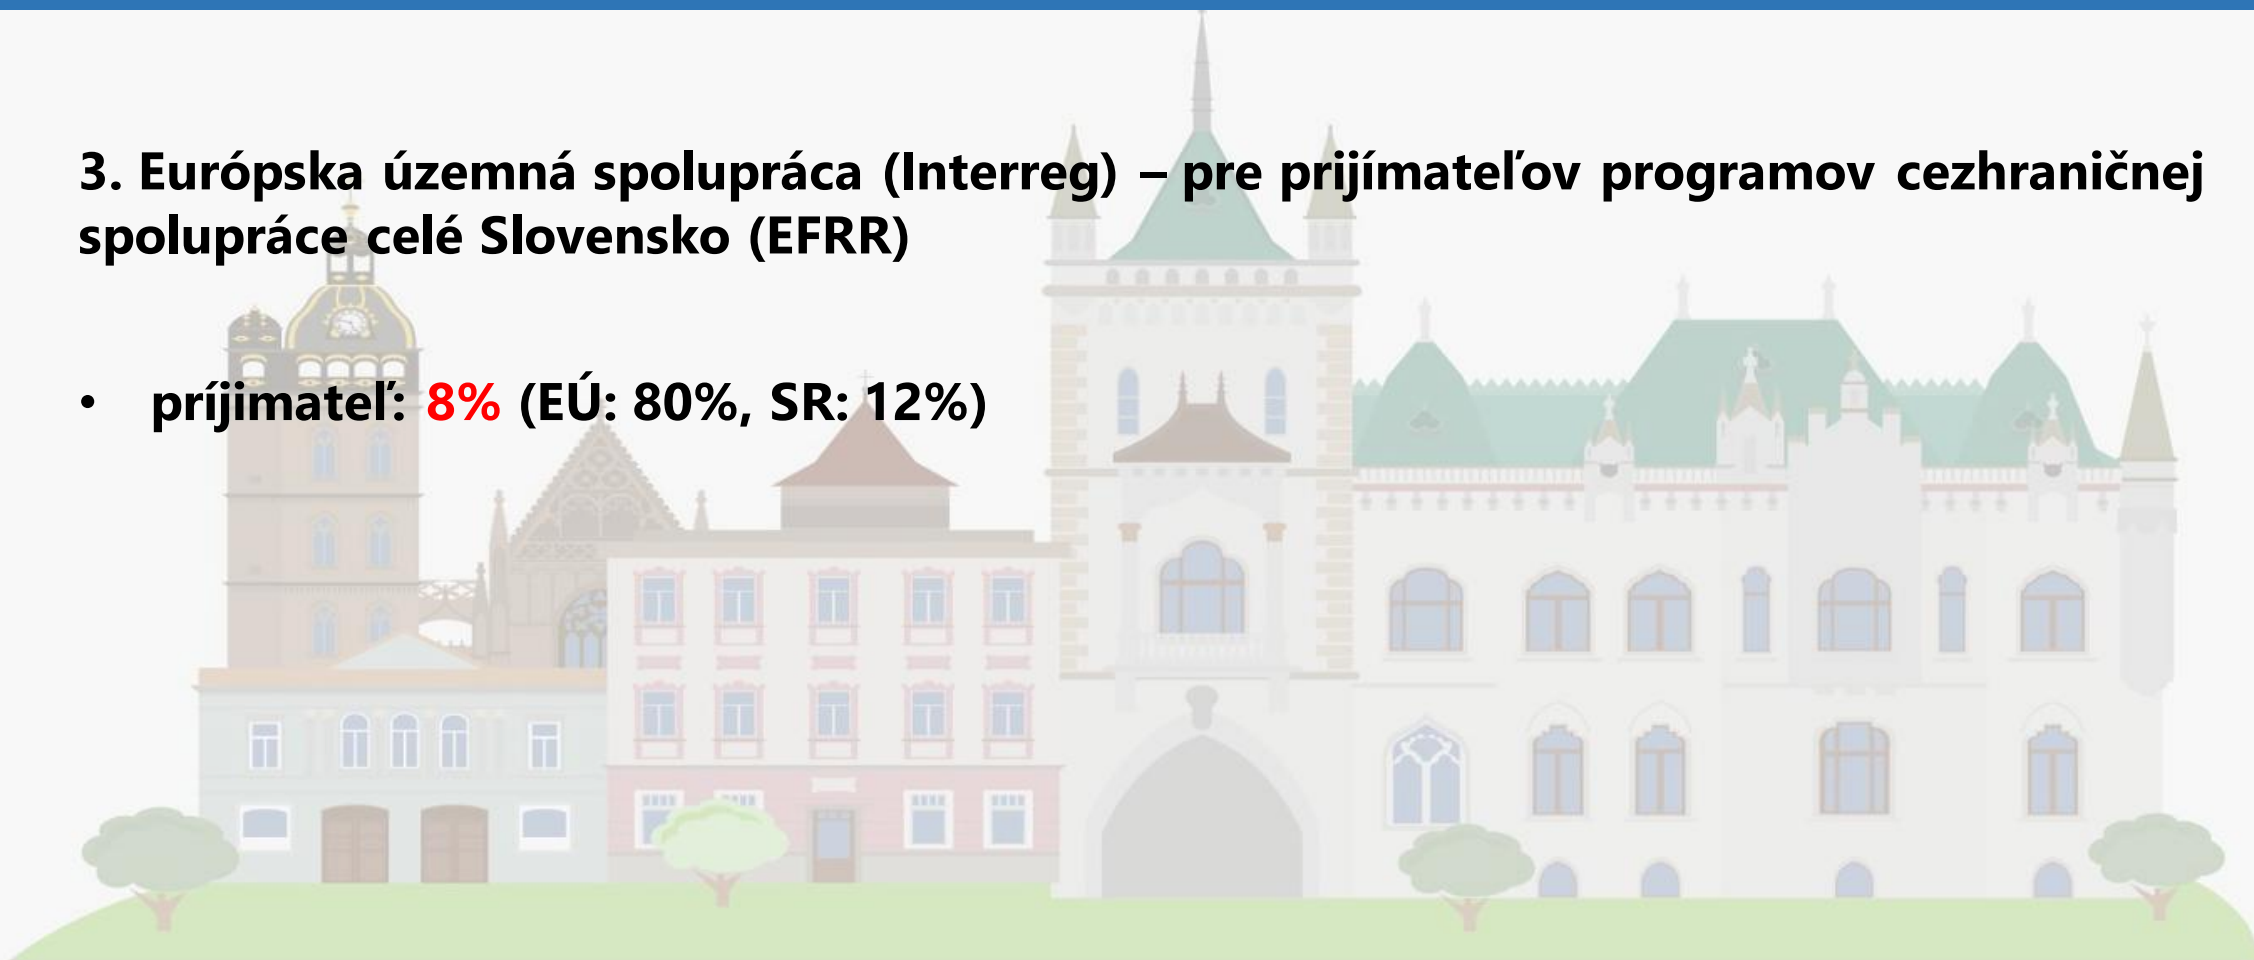 3. Európska územná spolupráca (Interreg) – pre prijímateľov programov cezhraničnej
spolupráce celé Slovensko (EFRR)
• príjimateľ: 8% (EÚ: 80%, SR: 12%)